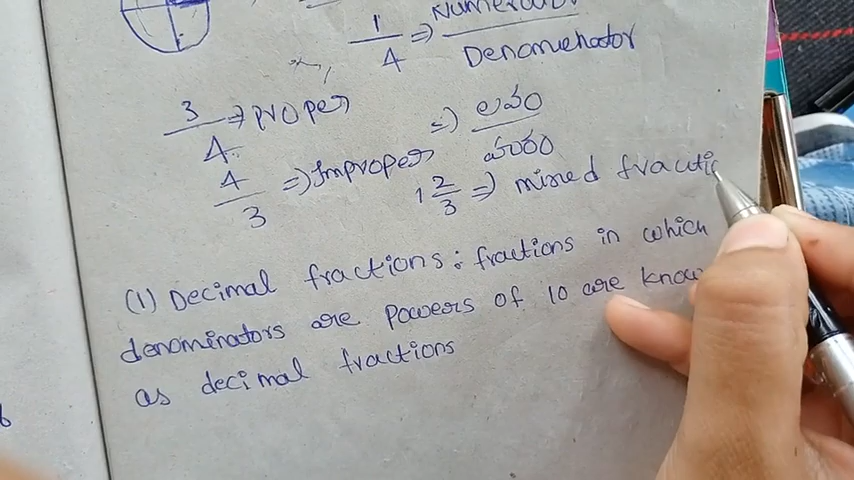 1/4 => Numerator/Denomenator
3/4 => proper
4/3 => Improper => లవం/హారం
1 2/3 => mixed fractio
(1) Decimal fractions : fractions in which
denominators are powers of 10 are know
as decimal fractions